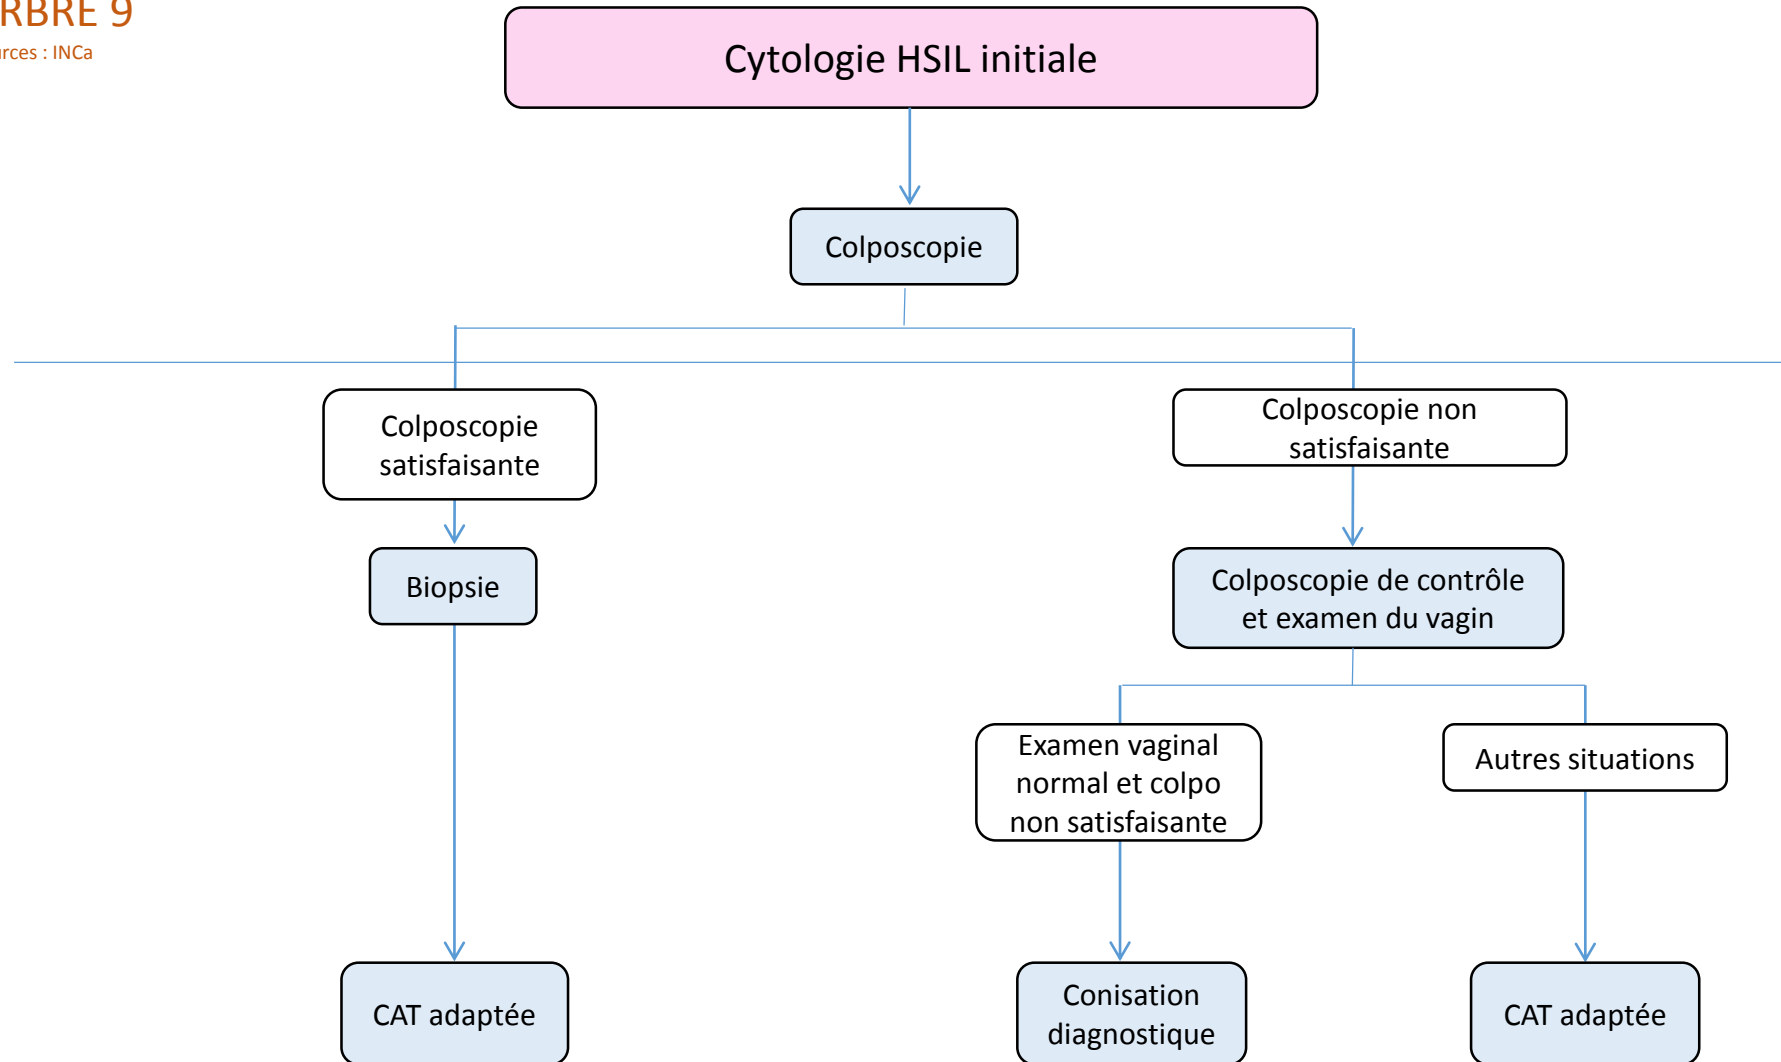 RBRE 9
rces : INCa
Cytologie HSIL initiale
Colposcopie
Colposcopie
satisfaisante
Colposcopie non
satisfaisante
Biopsie
Colposcopie de contrôle
et examen du vagin
Examen vaginal
normal et colpo
non satisfaisante
Autres situations
CAT adaptée
Conisation
diagnostique
CAT adaptée